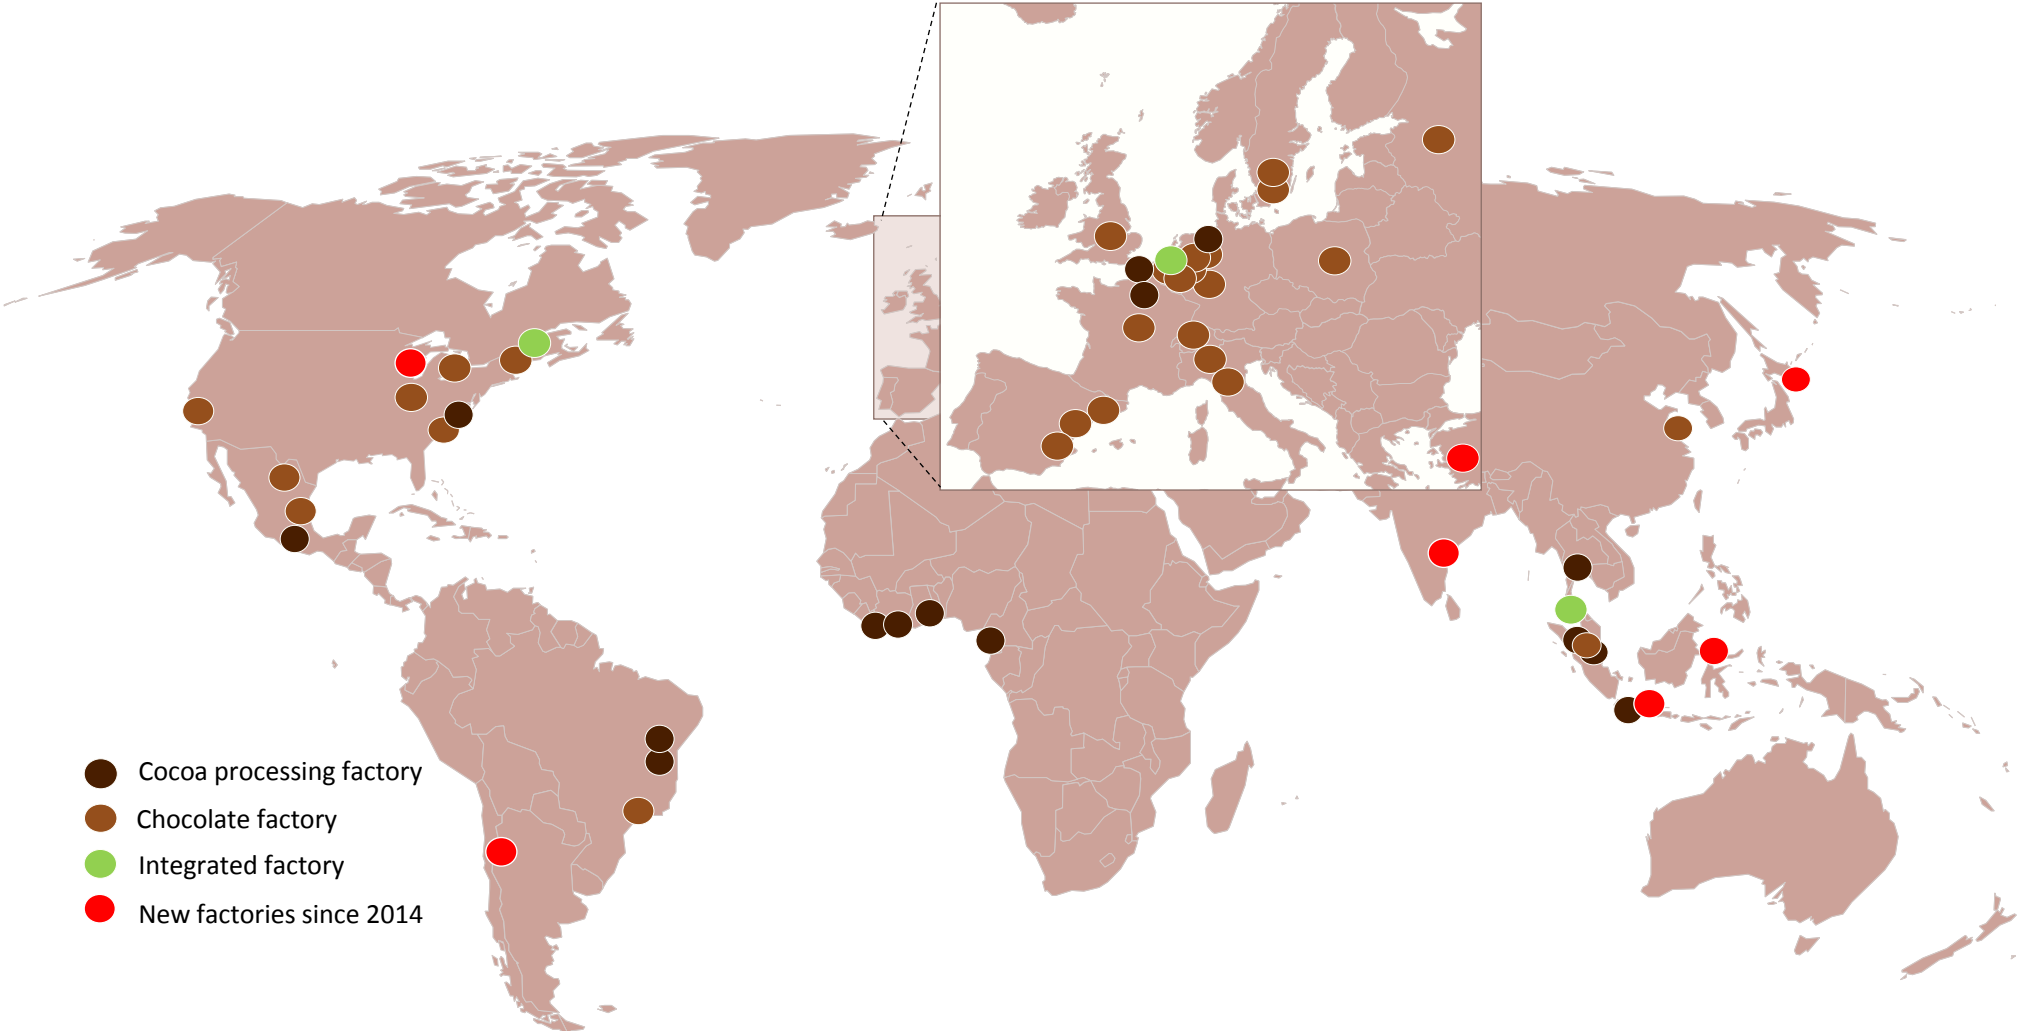 Cocoa processing factory
Chocolate factory
Integrated factory
New factories since 2014